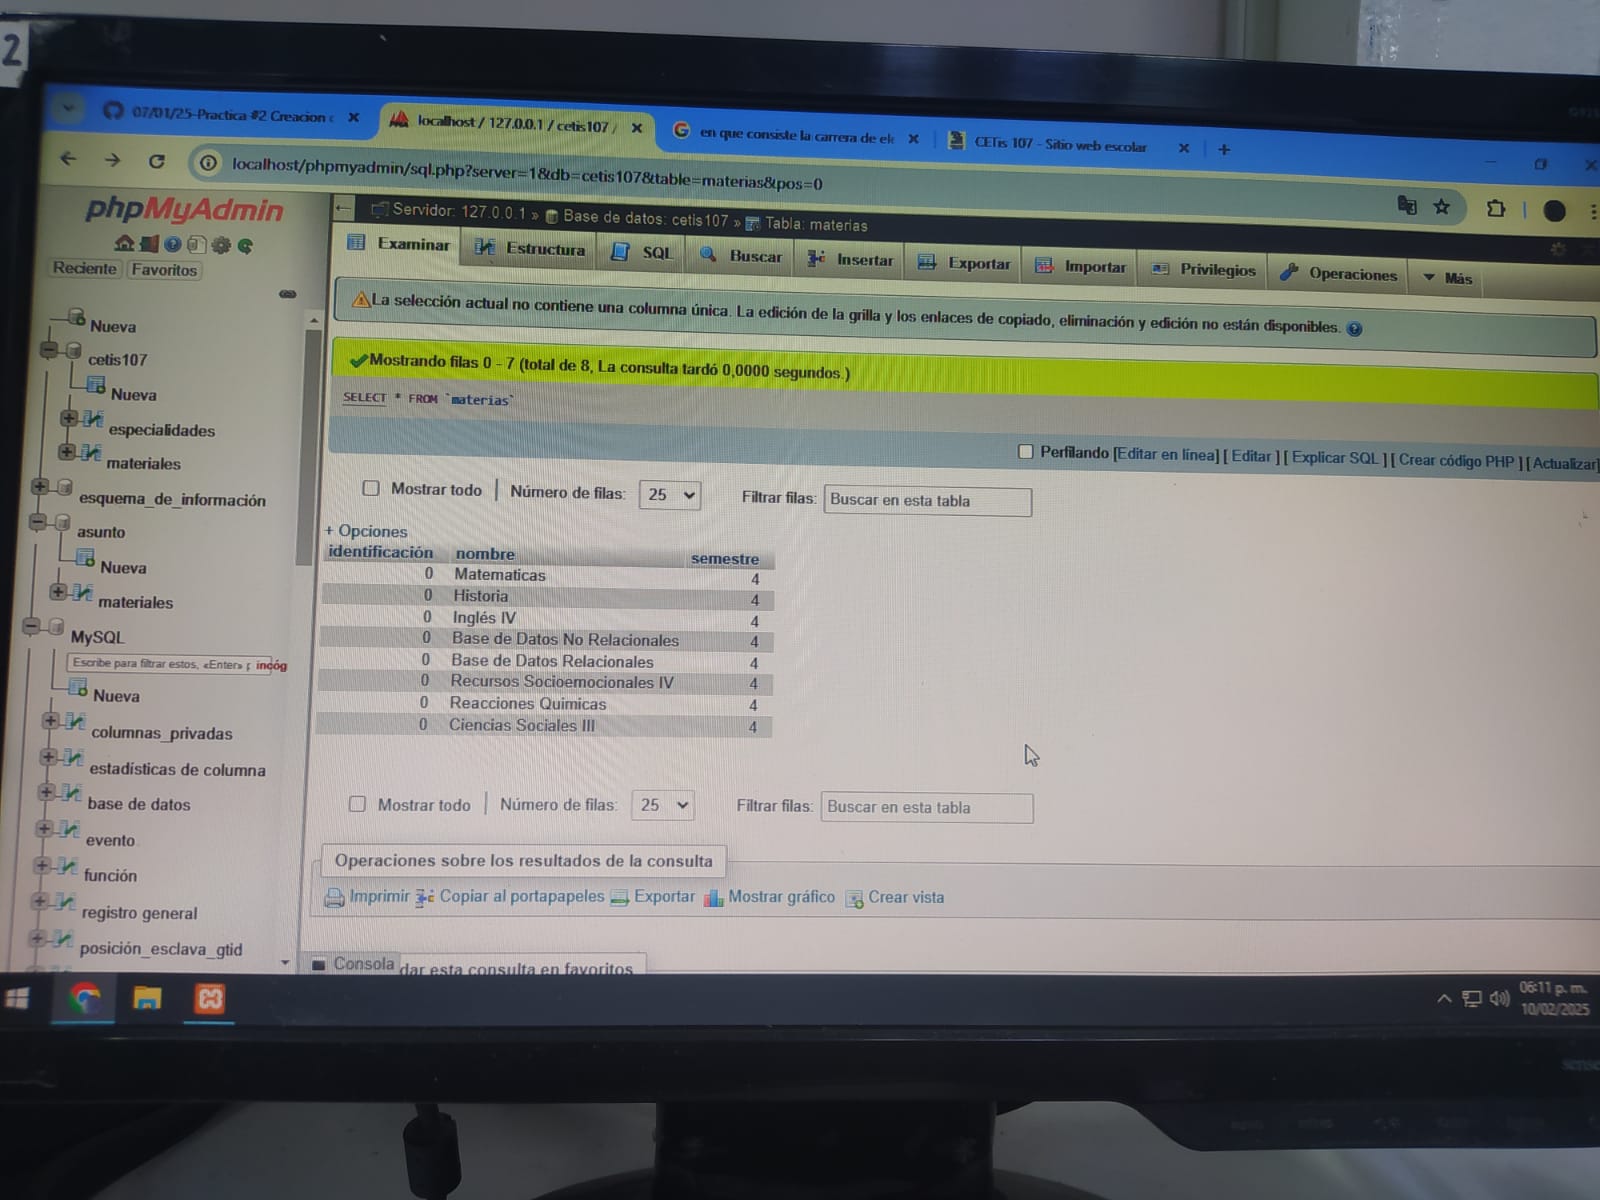 2
07/01/25-Practica #2 Creacion
localhost / 127.0.0.1 / cetis107 /
en que consiste la carrera de ele
CETis 107 - Sitio web escolar
localhost/phpmyadmin/sql.php?server=1&db=cetis107&table=materias&pos=0
phpMyAdmin
Reciente
Favoritos
Nueva
cetis107
Nueva
especialidades
materiales
esquema_de_información
asunto
Nueva
materiales
MySQL
Escribe para filtrar estos, «Enter» p incóg
Nueva
columnas_privadas
estadísticas de columna
base de datos
evento
función
registro general
posición_esclava_gtid
Servidor: 127.0.0.1 » Base de datos: cetis107 » Tabla: materias
Examinar Estructura SQL Buscar Insertar Exportar Importar Privilegios Operaciones Más
La selección actual no contiene una columna única. La edición de la grilla y los enlaces de copiado, eliminación y edición no están disponibles.
Mostrando filas 0 - 7 (total de 8, La consulta tardó 0,0000 segundos.)
SELECT * FROM `materias`
Perfilando [Editar en línea] [ Editar ] [ Explicar SQL ] [ Crear código PHP ] [ Actualizar]
Mostrar todo | Número de filas: 25 Filtrar filas: Buscar en esta tabla
+ Opciones
identificación nombre semestre
0 Matematicas 4
0 Historia 4
0 Inglés IV 4
0 Base de Datos No Relacionales 4
0 Base de Datos Relacionales 4
0 Recursos Socioemocionales IV 4
0 Reacciones Quimicas 4
0 Ciencias Sociales III 4
Mostrar todo | Número de filas: 25 Filtrar filas: Buscar en esta tabla
Operaciones sobre los resultados de la consulta
Imprimir Copiar al portapapeles Exportar Mostrar gráfico Crear vista
Consola dar esta consulta en favoritos
06:11 p. m.
10/02/2025